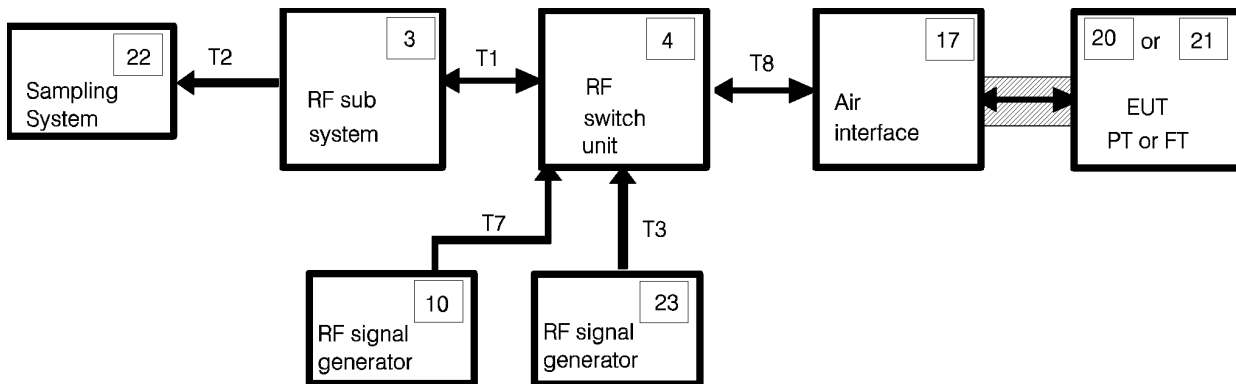 22
Sampling
System
T2
3
RF sub
system
T1
4
RF
switch
unit
T8
17
Air
interface
20 or 21
EUT
PT or FT
T7
T3
10
RF signal
generator
23
RF signal
generator